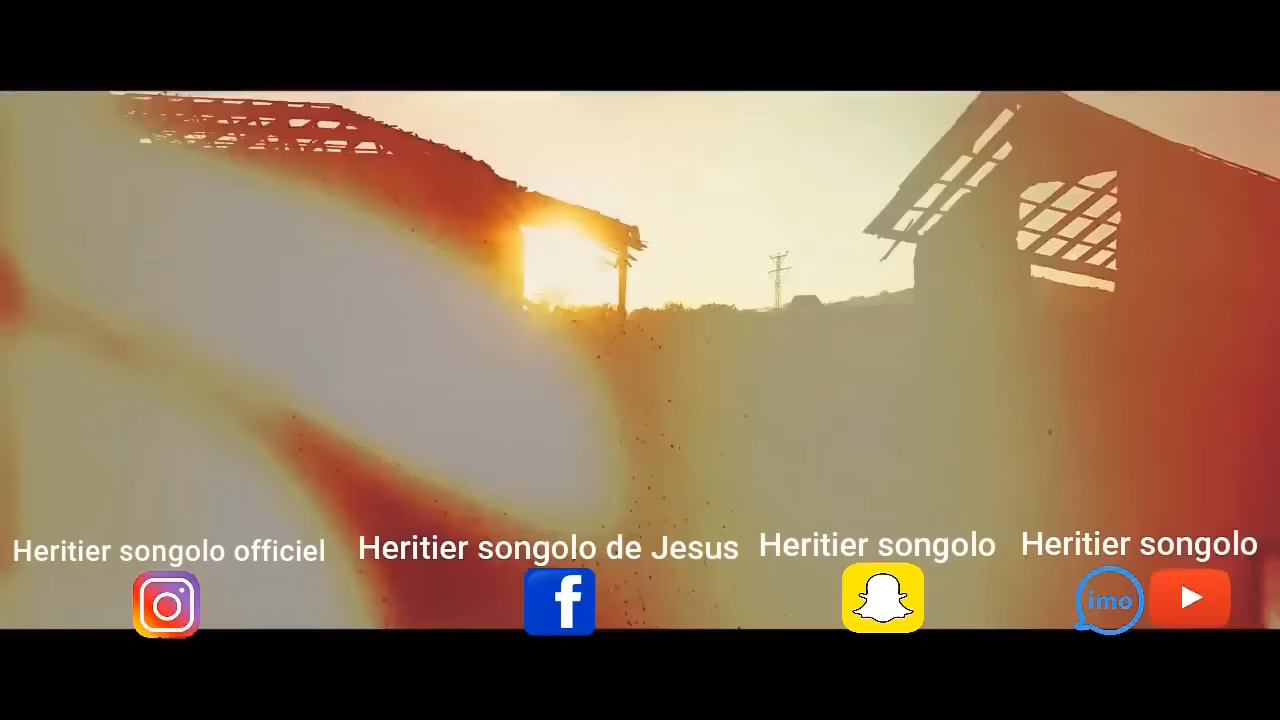 Heritier songolo officiel
Heritier songolo de Jesus
Heritier songolo
Heritier songolo
f
imo